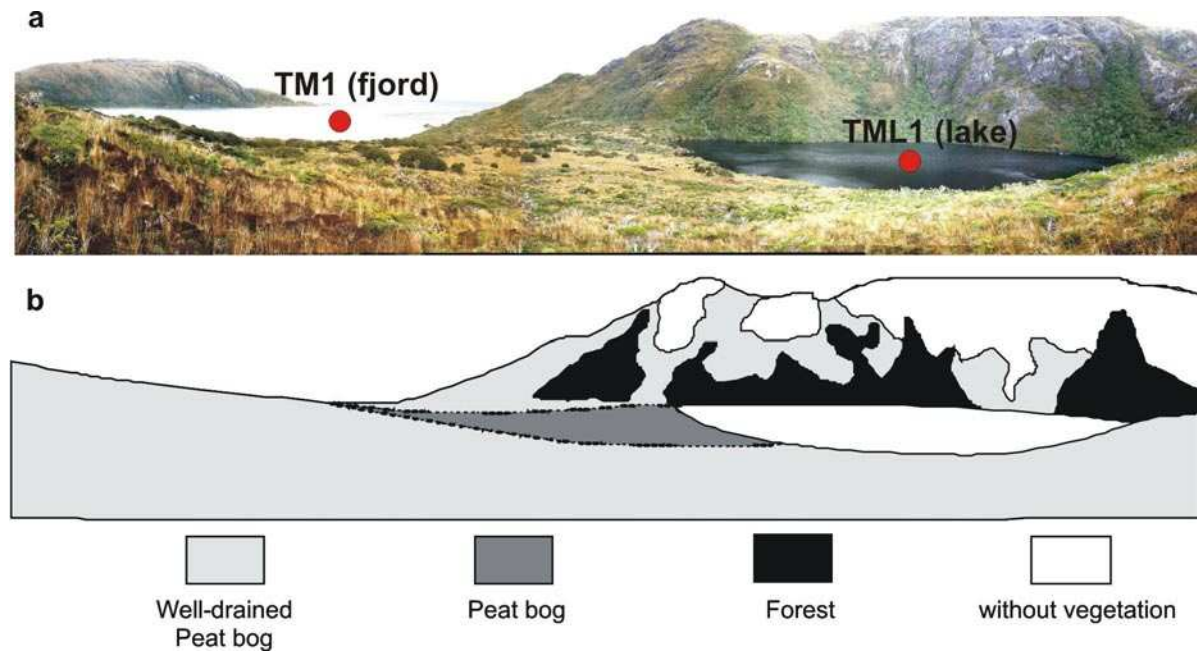 a
TM1 (fjord)
TML1 (lake)
b
Well-drained
Peat bog
Peat bog
Forest
without vegetation